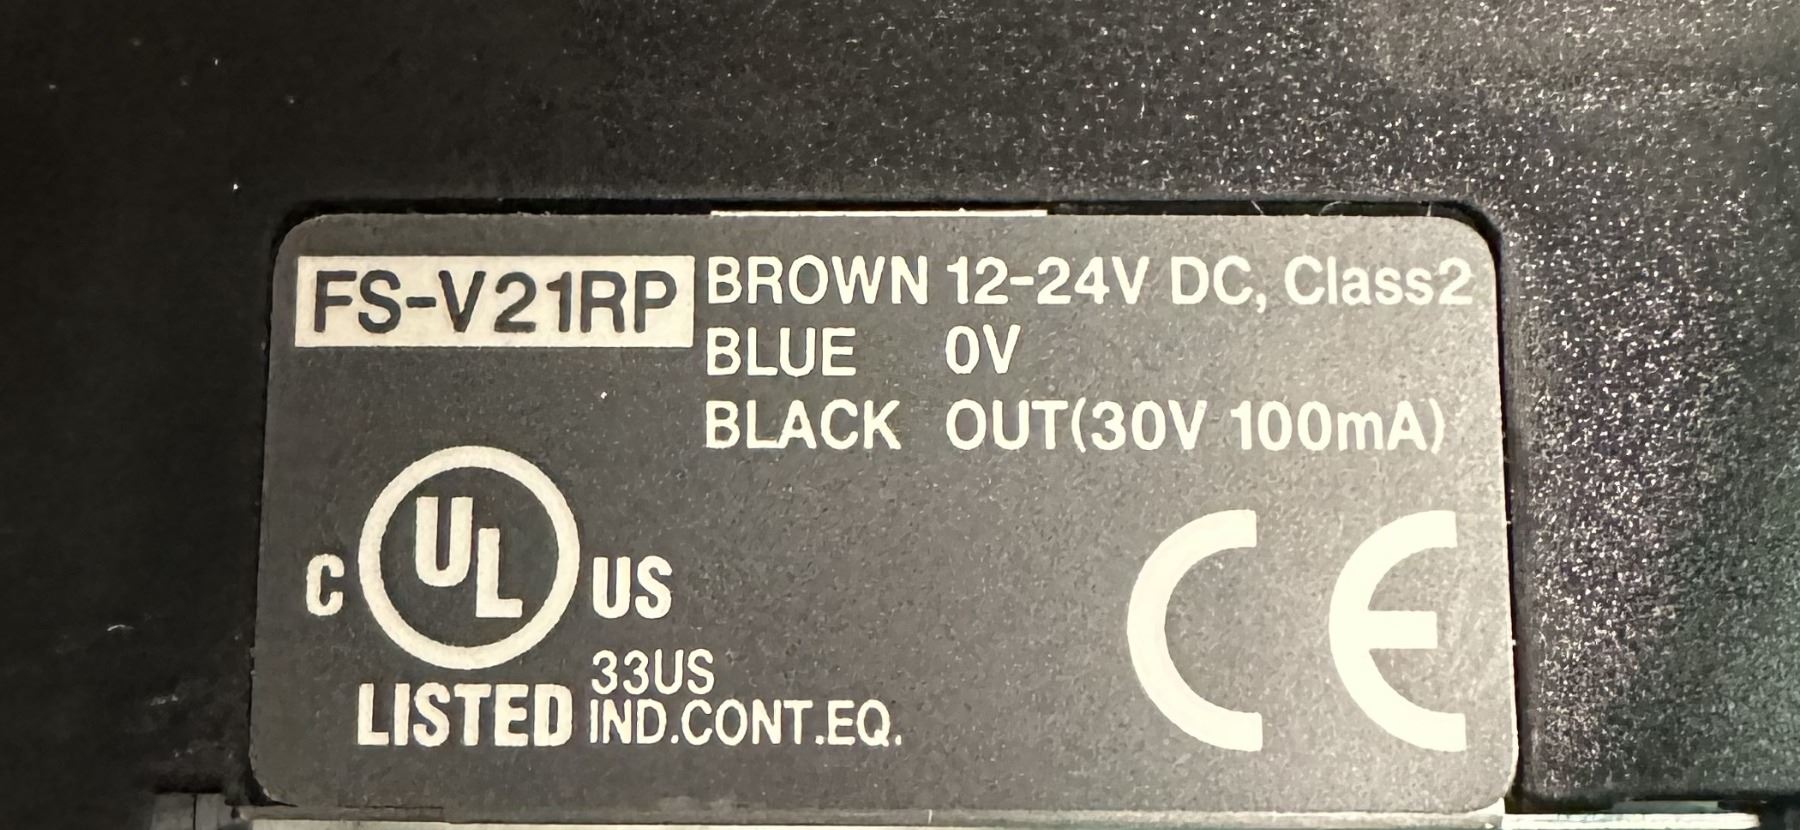 FS-V21RP BROWN 12-24V DC, Class2
BLUE 0V
BLACK OUT(30V 100mA)
C UL US
LISTED 33US
IND.CONT.EQ.
CE